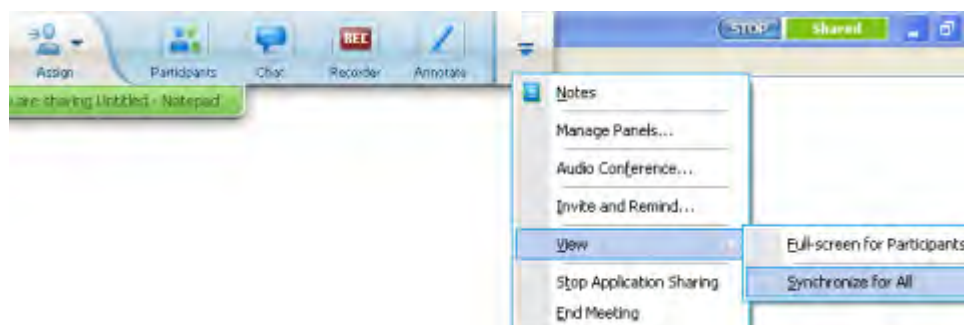 STOP Shared
REC
Assign Participants Chat Recorder Annotate
are sharing Untitled - Notepad
Notes
Manage Panels...
Audio Conference...
Invite and Remind...
View Full-screen for Participants
Stop Application Sharing Synchronize for All
End Meeting